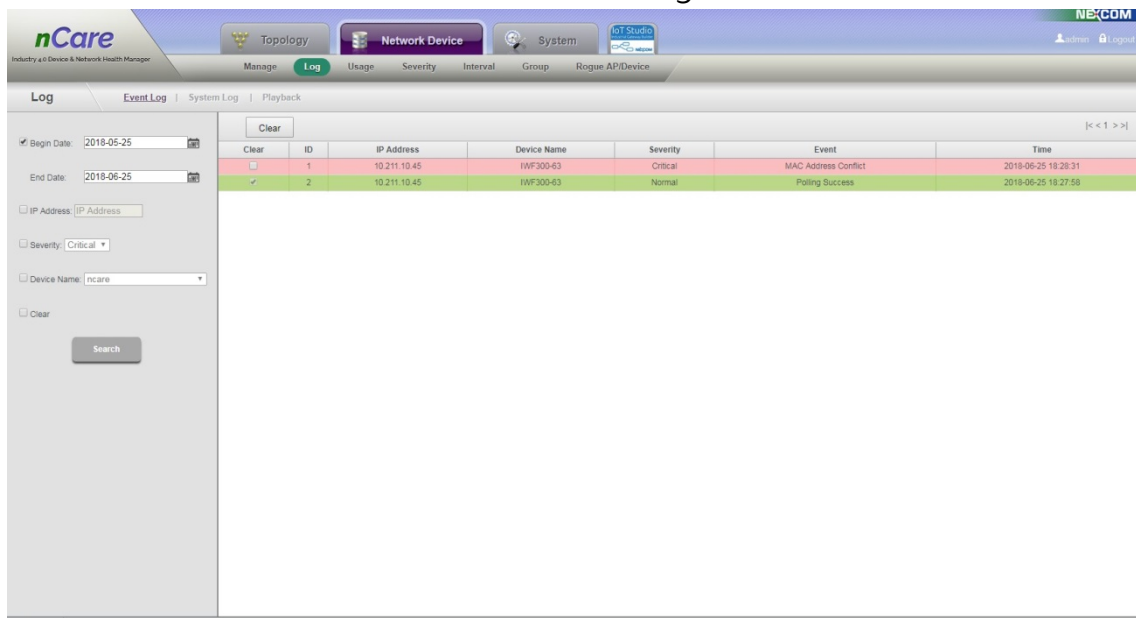 NEXCOM
nCare
Industry 4.0 Device & Network Health Manager
Topology
Network Device
System
IoT Studio
admin Logout
Manage Log Usage Severity Interval Group Rogue AP/Device
Log Event Log | System Log | Playback
Begin Date: 2018-05-25
End Date: 2018-06-25
IP Address: IP Address
Severity: Critical
Device Name: ncare
Clear
Search
Clear |< < 1 > >|
Clear ID IP Address Device Name Severity Event Time
1 10.211.10.45 IWF300-63 Critical MAC Address Conflict 2018-06-25 18:28:31
2 10.211.10.45 IWF300-63 Normal Polling Success 2018-06-25 18:27:58